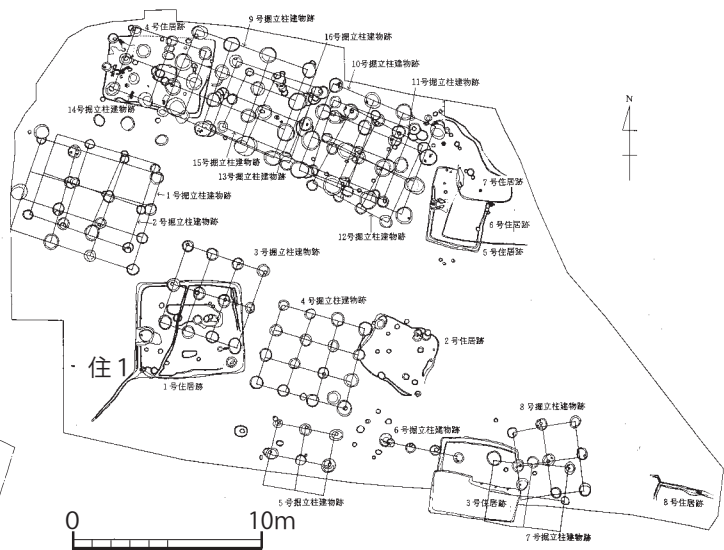 9号掘立柱建物跡
4号住居跡
16号掘立柱建物跡
10号掘立柱建物跡
11号掘立柱建物跡
14号掘立柱建物跡
15号掘立柱建物跡
13号掘立柱建物跡
N
7号住居跡
1号掘立柱建物跡
6号住居跡
2号掘立柱建物跡
12号掘立柱建物跡
5号住居跡
3号掘立柱建物跡
4号掘立柱建物跡
2号住居跡
住1
1号住居跡
8号掘立柱建物跡
6号掘立柱建物跡
5号掘立柱建物跡
3号住居跡
8号住居跡
7号掘立柱建物跡
0 10m